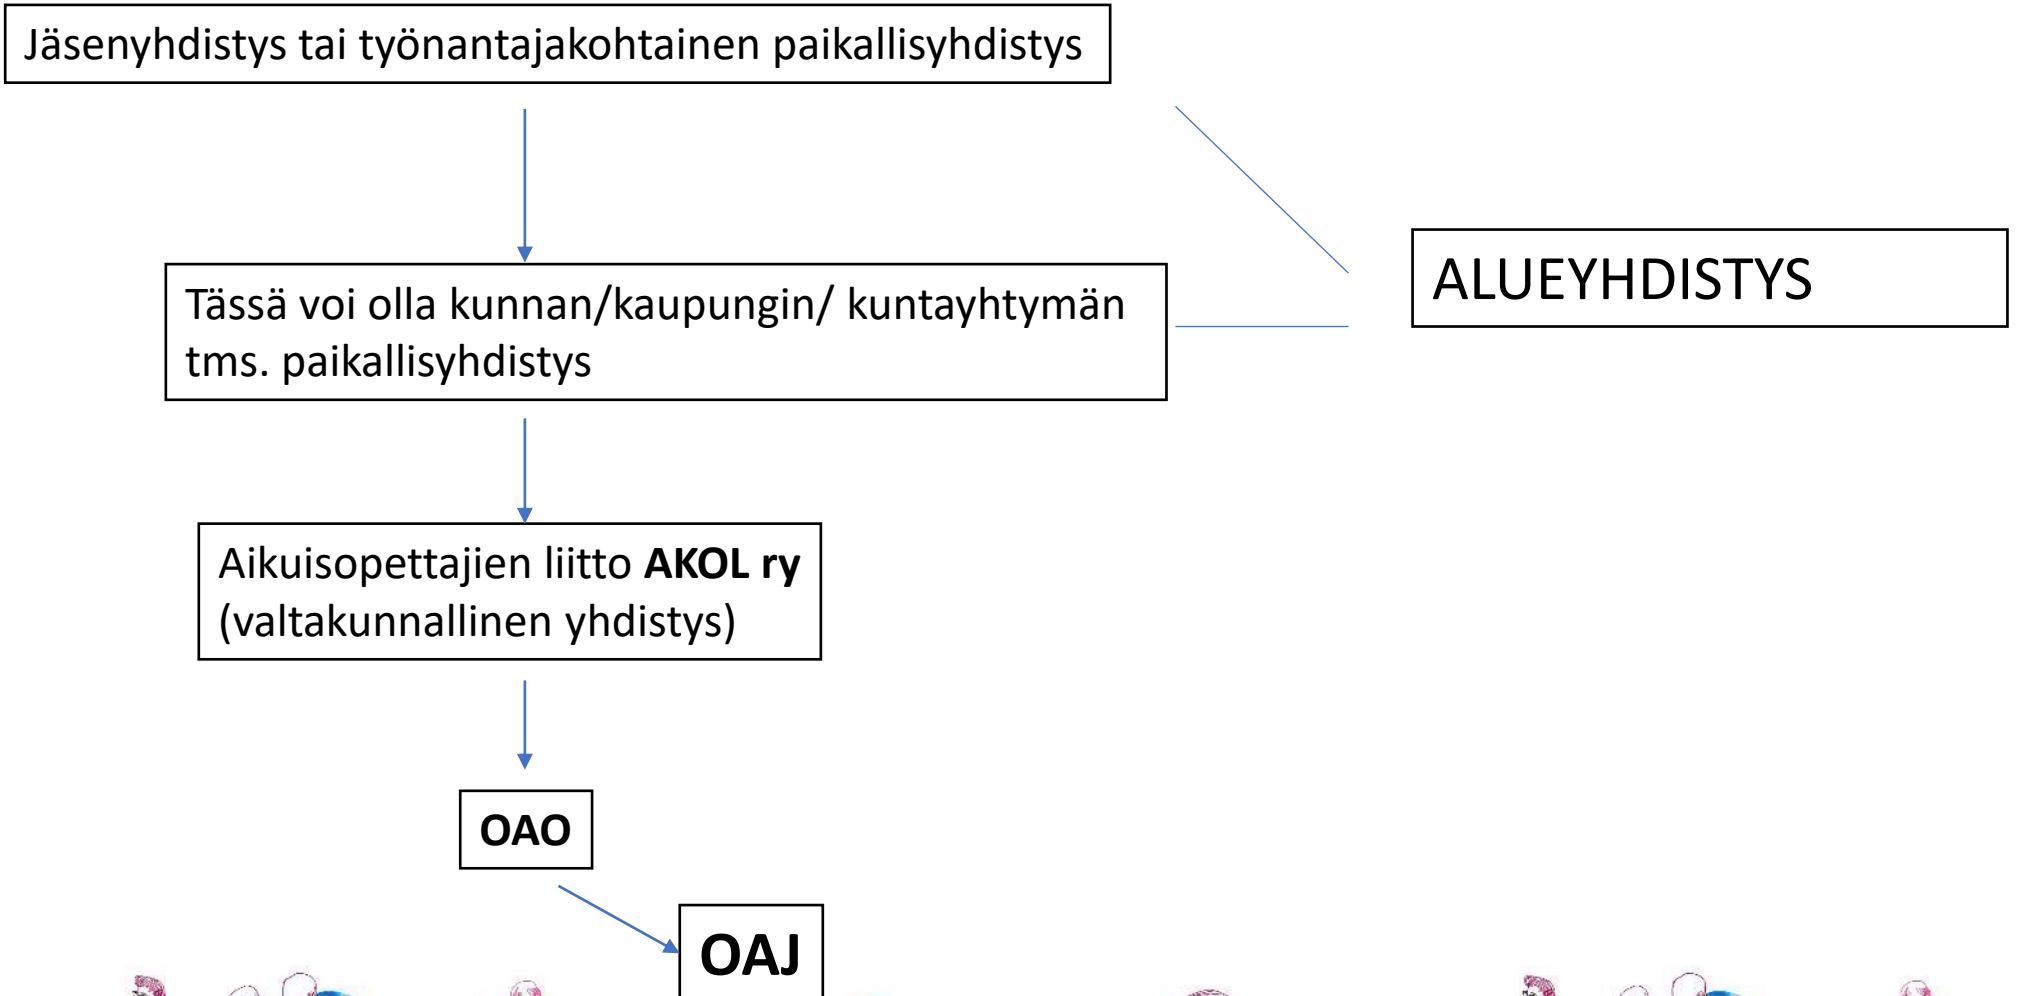 Jäsenyhdistys tai työnantajakohtainen paikallisyhdistys
ALUEYHDISTYS
Tässä voi olla kunnan/kaupungin/ kuntayhtymän
tms. paikallisyhdistys
Aikuisopettajien liitto AKOL ry
(valtakunnallinen yhdistys)
OAO
OAJ